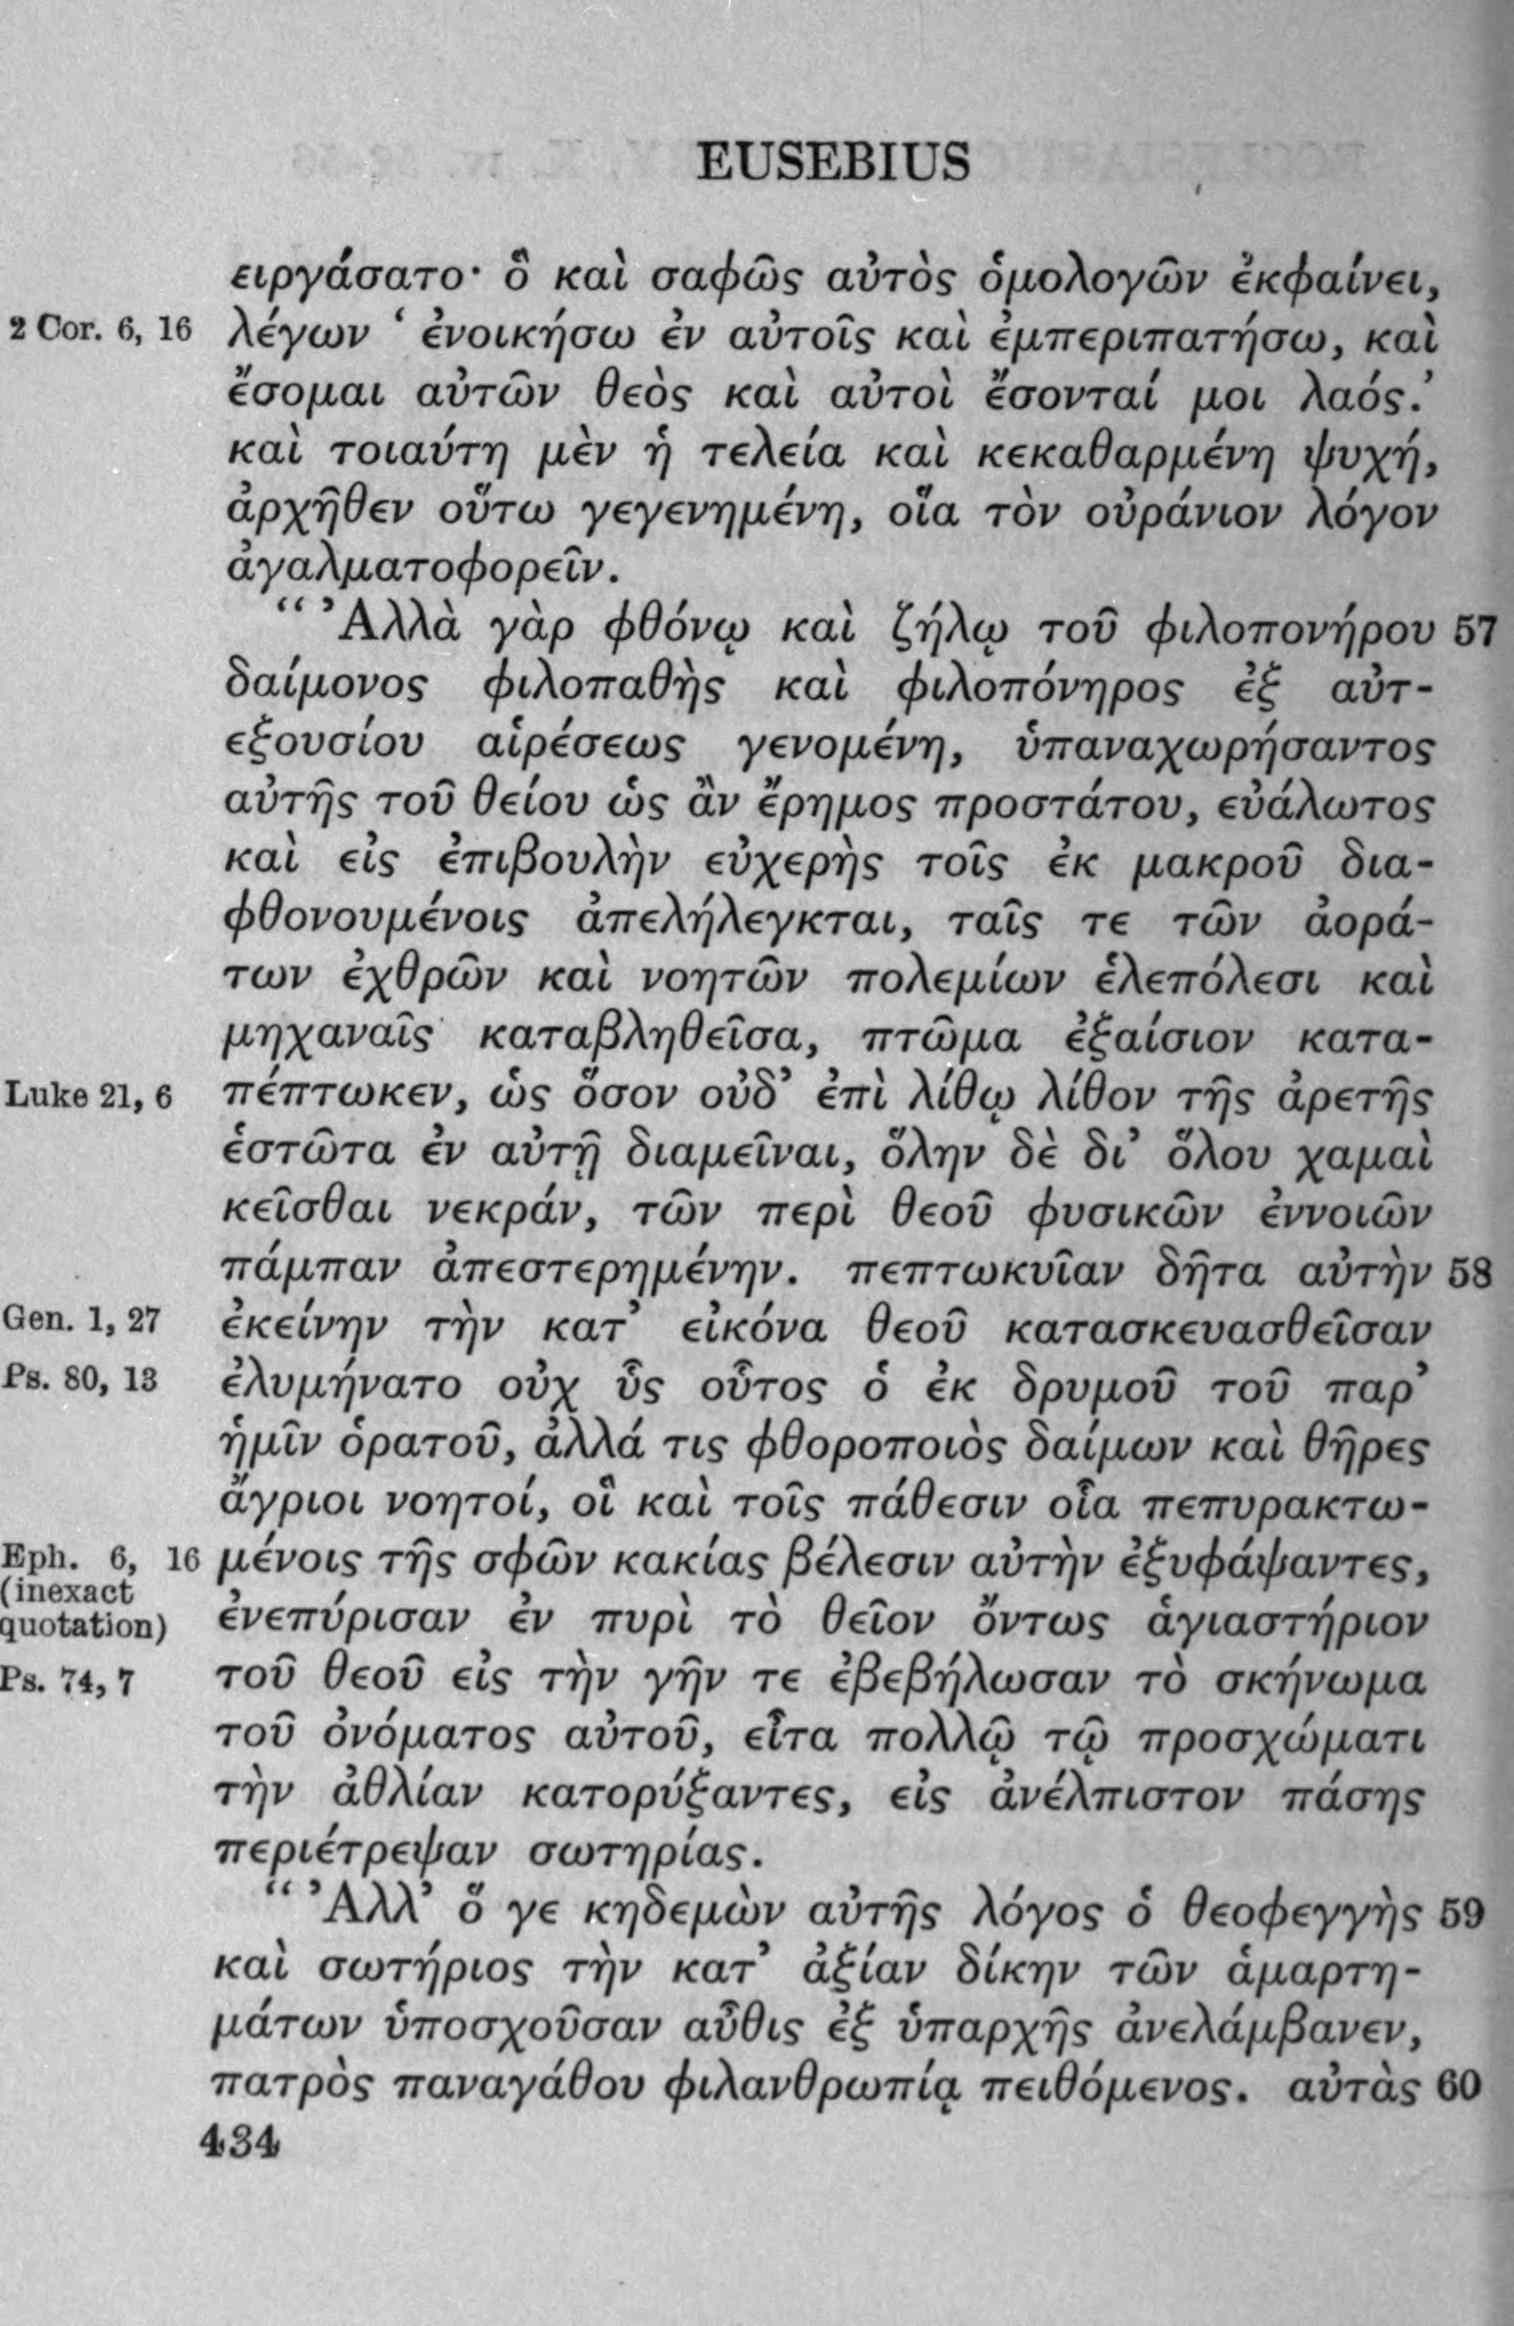 EUSEBIUS
ειργάσατο· ὃ καὶ σαφῶς αὐτὸς ὁμολογῶν ἐκφαίνει,
2 Cor. 6, 16 λέγων ‘ ἐνοικήσω ἐν αὐτοῖς καὶ ἐμπεριπατήσω, καὶ
ἔσομαι αὐτῶν θεὸς καὶ αὐτοὶ ἔσονταί μοι λαός.’
καὶ τοιαύτη μὲν ἡ τελεία καὶ κεκαθαρμένη ψυχή,
ἀρχῆθεν οὕτω γεγενημένη, οἵα τὸν οὐράνιον λόγον
ἀγαλματοφορεῖν.
“ Ἀλλὰ γὰρ φθόνῳ καὶ ζήλῳ τοῦ φιλοπονήρου 57
δαίμονος φιλοπαθὴς καὶ φιλοπόνηρος ἐξ αὐτ-
εξουσίου αἱρέσεως γενομένη, ὑπαναχωρήσαντος
αὐτῆς τοῦ θείου ὡς ἂν ἔρημος προστάτου, εὐάλωτος
καὶ εἰς ἐπιβουλὴν εὐχερὴς τοῖς ἐκ μακροῦ δια-
φθονουμένοις ἀπελήλεγκται, ταῖς τε τῶν ἀορά-
των ἐχθρῶν καὶ νοητῶν πολεμίων ἑλεπόλεσι καὶ
μηχαναῖς καταβληθεῖσα, πτῶμα ἐξαίσιον κατα-
Luke 21, 6 πέπτωκεν, ὡς ὅσον οὐδ’ ἐπὶ λίθῳ λίθον τῆς ἀρετῆς
ἑστῶτα ἐν αὐτῇ διαμεῖναι, ὅλην δὲ δι’ ὅλου χαμαὶ
κεῖσθαι νεκράν, τῶν περὶ θεοῦ φυσικῶν ἐννοιῶν
πάμπαν ἀπεστερημένην. πεπτωκυῖαν δῆτα αὐτὴν 58
Gen. 1, 27 ἐκείνην τὴν κατ’ εἰκόνα θεοῦ κατασκευασθεῖσαν
Ps. 80, 13 ἐλυμήνατο οὐχ ὗς οὗτος ὁ ἐκ δρυμοῦ τοῦ παρ’
ἡμῖν ὁρατοῦ, ἀλλά τις φθοροποιὸς δαίμων καὶ θῆρες
ἄγριοι νοητοί, οἳ καὶ τοῖς πάθεσιν οἷα πεπυρακτω-
Eph. 6, 16 μένοις τῆς σφῶν κακίας βέλεσιν αὐτὴν ἐξυφάψαντες,
(inexact
quotation) ἐνεπύρισαν ἐν πυρὶ τὸ θεῖον ὄντως ἁγιαστήριον
Ps. 74, 7 τοῦ θεοῦ εἰς τὴν γῆν τε ἐβεβήλωσαν τὸ σκήνωμα
τοῦ ὀνόματος αὐτοῦ, εἶτα πολλῷ τῷ προσχώματι
τὴν ἀθλίαν κατορύξαντες, εἰς ἀνέλπιστον πάσης
περιέτρεψαν σωτηρίας.
“ Ἀλλ’ ὅ γε κηδεμὼν αὐτῆς λόγος ὁ θεοφεγγὴς 59
καὶ σωτήριος τὴν κατ’ ἀξίαν δίκην τῶν ἁμαρτη-
μάτων ὑποσχοῦσαν αὖθις ἐξ ὑπαρχῆς ἀνελάμβανεν,
πατρὸς παναγάθου φιλανθρωπίᾳ πειθόμενος. αὐτὰς 60
434